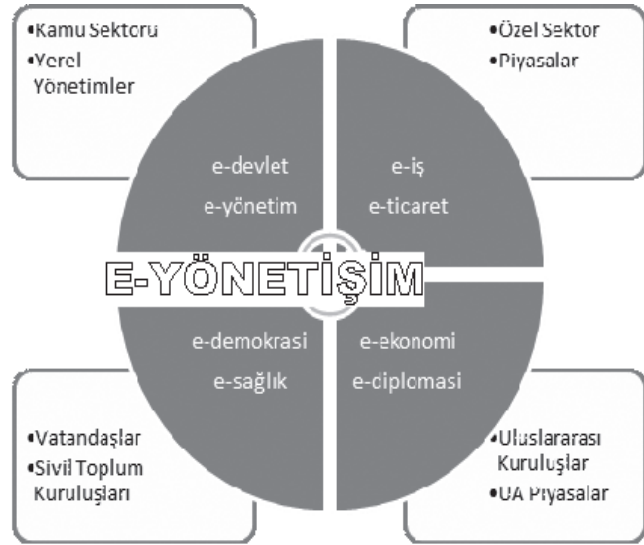 •Kamu Sektörü
•Yerel
Yönetimler
•Özel Sektör
•Piyasalar
e-devlet
e-yönetim
e-iş
e-ticaret
E-YÖNETİŞİM
e-demokrasi
e-sağlık
e-ekonomi
e-diplomasi
•Vatandaşlar
•Sivil Toplum
Kuruluşları
•Uluslararası
Kuruluşlar
•UA Piyasalar